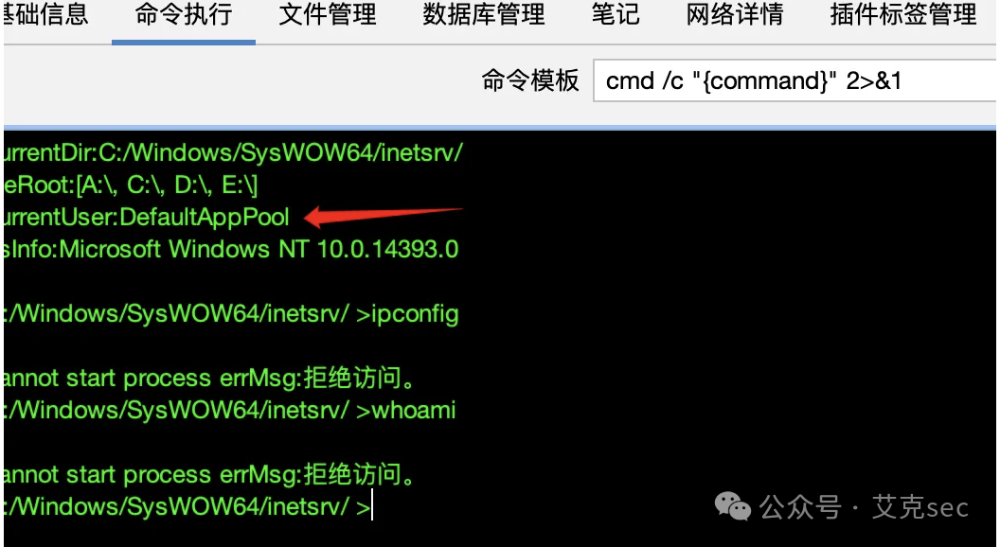 基础信息 命令执行 文件管理 数据库管理 笔记 网络详情 插件标签管理
命令模板 cmd /c "{command}" 2>&1
urrentDir:C:/Windows/SysWOW64/inetsrv/
eRoot:[A:\, C:\, D:\, E:\]
urrentUser:DefaultAppPool
sInfo:Microsoft Windows NT 10.0.14393.0
:/Windows/SysWOW64/inetsrv/ >ipconfig
annot start process errMsg:拒绝访问。
:/Windows/SysWOW64/inetsrv/ >whoami
annot start process errMsg:拒绝访问。
:/Windows/SysWOW64/inetsrv/ >
公众号 · 艾克sec